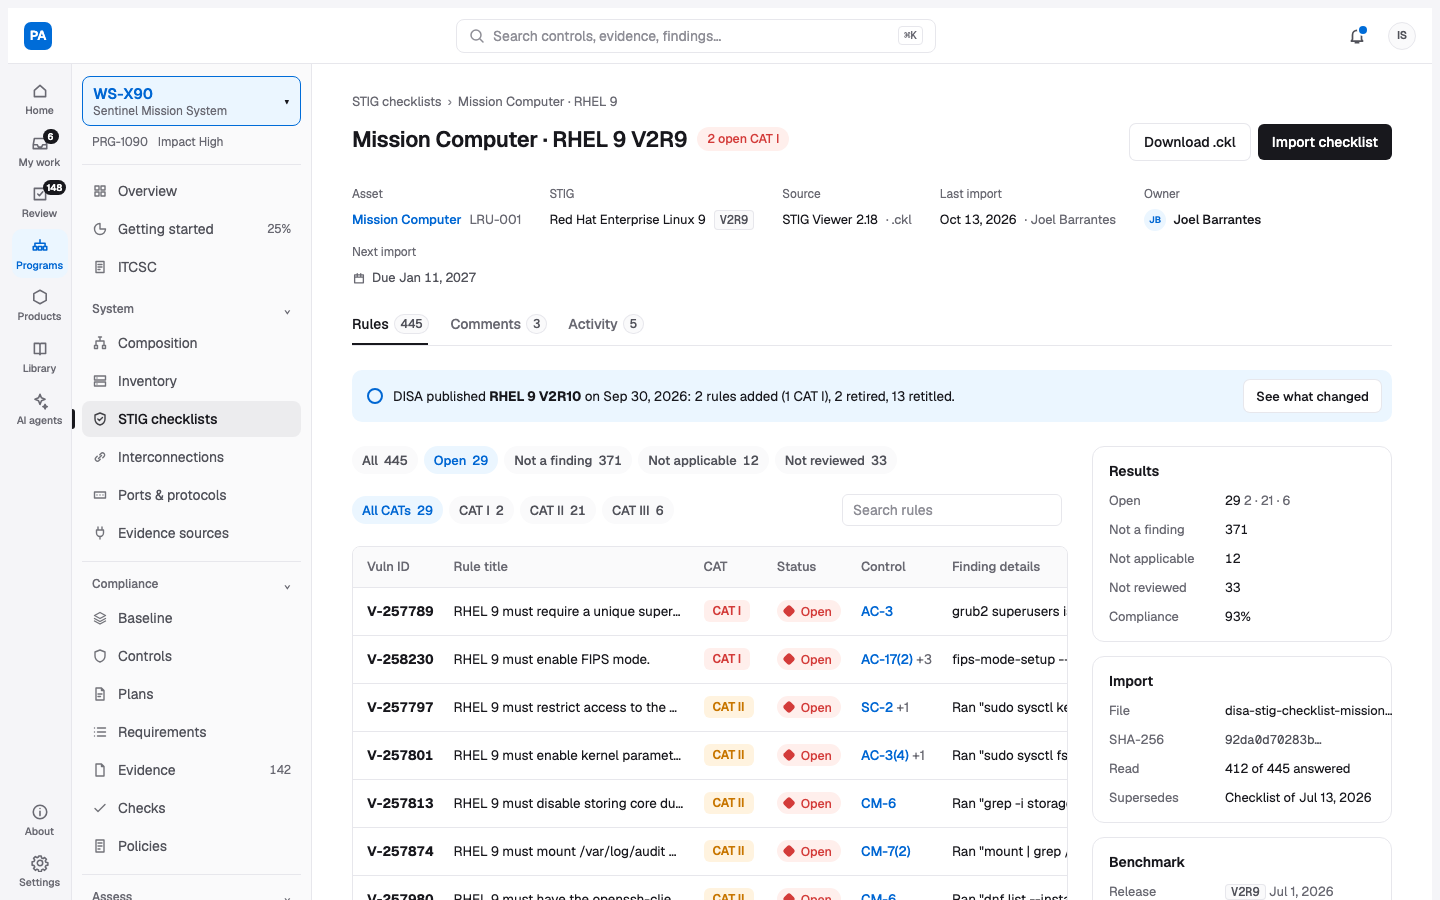 PA
Search controls, evidence, findings...
⌘K
IS
Home
6
My work
148
Review
Programs
Products
Library
AI agents
About
Settings
WS-X90
Sentinel Mission System
PRG-1090 Impact High
Overview
Getting started 25%
ITCSC
System
Composition
Inventory
STIG checklists
Interconnections
Ports & protocols
Evidence sources
Compliance
Baseline
Controls
Plans
Requirements
Evidence 142
Checks
Policies
Assess
STIG checklists › Mission Computer · RHEL 9
Mission Computer · RHEL 9 V2R9 2 open CAT I
Download .ckl
Import checklist
Asset
Mission Computer LRU-001
STIG
Red Hat Enterprise Linux 9 V2R9
Source
STIG Viewer 2.18 · .ckl
Last import
Oct 13, 2026 · Joel Barrantes
Owner
JB Joel Barrantes
Next import
Due Jan 11, 2027
Rules 445 Comments 3 Activity 5
DISA published RHEL 9 V2R10 on Sep 30, 2026: 2 rules added (1 CAT I), 2 retired, 13 retitled.
See what changed
All 445 Open 29 Not a finding 371 Not applicable 12 Not reviewed 33
All CATs 29 CAT I 2 CAT II 21 CAT III 6
Search rules
Vuln ID Rule title CAT Status Control Finding details
V-257789 RHEL 9 must require a unique super... CAT I Open AC-3 grub2 superusers i
V-258230 RHEL 9 must enable FIPS mode. CAT I Open AC-17(2) +3 fips-mode-setup --
V-257797 RHEL 9 must restrict access to the ... CAT II Open SC-2 +1 Ran "sudo sysctl ke
V-257801 RHEL 9 must enable kernel paramet... CAT II Open AC-3(4) +1 Ran "sudo sysctl fs
V-257813 RHEL 9 must disable storing core du... CAT II Open CM-6 Ran "grep -i storag
V-257874 RHEL 9 must mount /var/log/audit ... CAT II Open CM-7(2) Ran "mount | grep /
V-257980 RHEL 9 must have the openssh-clie... CAT II Open CM-6 Ran "dnf list --insta
Results
Open 29 2 · 21 · 6
Not a finding 371
Not applicable 12
Not reviewed 33
Compliance 93%
Import
File disa-stig-checklist-mission...
SHA-256 92da0d70283b...
Read 412 of 445 answered
Supersedes Checklist of Jul 13, 2026
Benchmark
Release V2R9 Jul 1, 2026